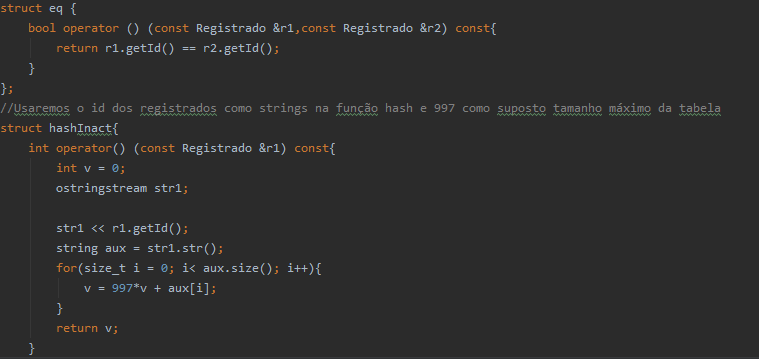 struct eq {
    bool operator () (const Registrado &r1,const Registrado &r2) const{
        return r1.getId() == r2.getId();
    }
};
//Usaremos o id dos registrados como strings na função hash e 997 como suposto tamanho máximo da tabela
struct hashInact{
    int operator() (const Registrado &r1) const{
        int v = 0;
        ostringstream str1;

        str1 << r1.getId();
        string aux = str1.str();
        for(size_t i = 0; i< aux.size(); i++){
            v = 997*v + aux[i];
        }
        return v;
    }